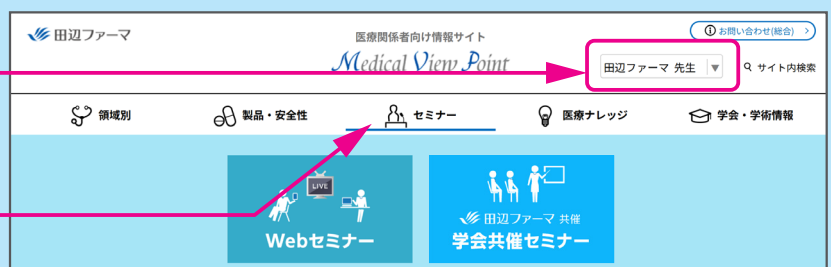 田辺ファーマ
医療関係者向け情報サイト
Medical View Point
お問い合わせ(総合)
田辺ファーマ 先生
サイト内検索
領域別
製品・安全性
セミナー
医療ナレッジ
学会・学術情報
LIVE
Webセミナー
田辺ファーマ 共催
学会共催セミナー